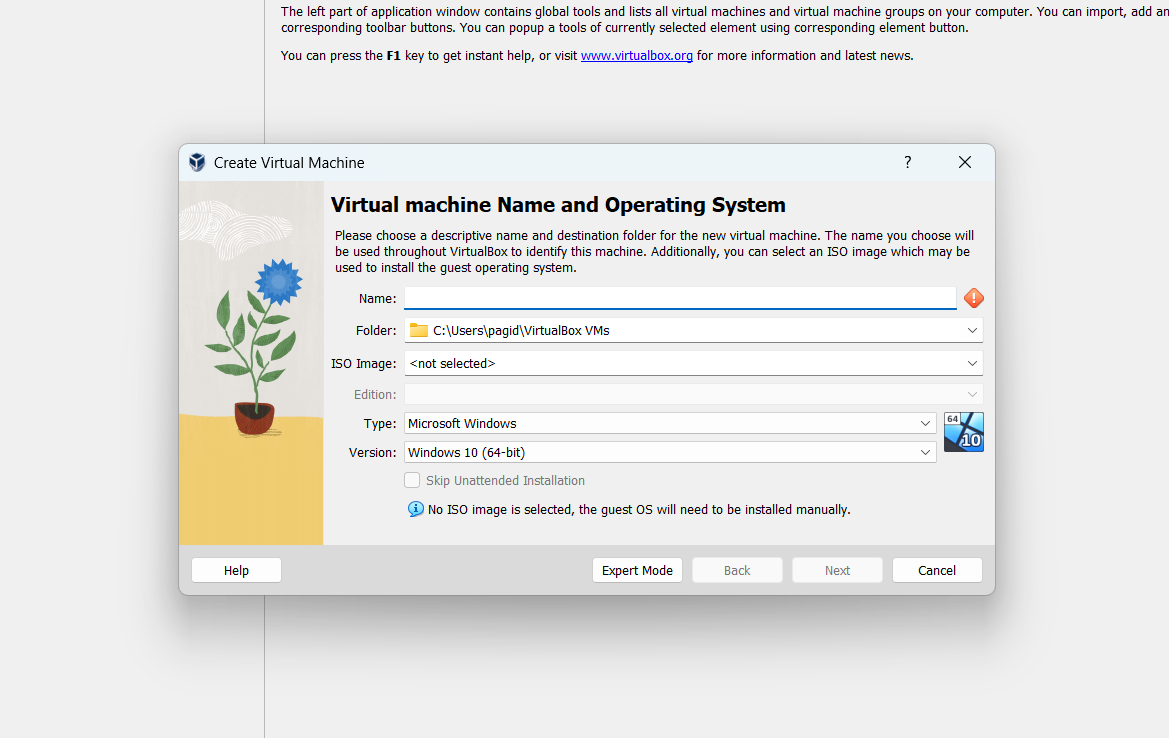 The left part of application window contains global tools and lists all virtual machines and virtual machine groups on your computer. You can import, add an
corresponding toolbar buttons. You can popup a tools of currently selected element using corresponding element button.
You can press the F1 key to get instant help, or visit www.virtualbox.org for more information and latest news.
Create Virtual Machine
?
Virtual machine Name and Operating System
Please choose a descriptive name and destination folder for the new virtual machine. The name you choose will
be used throughout VirtualBox to identify this machine. Additionally, you can select an ISO image which may be
used to install the guest operating system.
Name:
Folder: C:\Users\pagid\VirtualBox VMs
ISO Image: <not selected>
Edition:
Type: Microsoft Windows
64
10
Version: Windows 10 (64-bit)
Skip Unattended Installation
No ISO image is selected, the guest OS will need to be installed manually.
Help Expert Mode Back Next Cancel